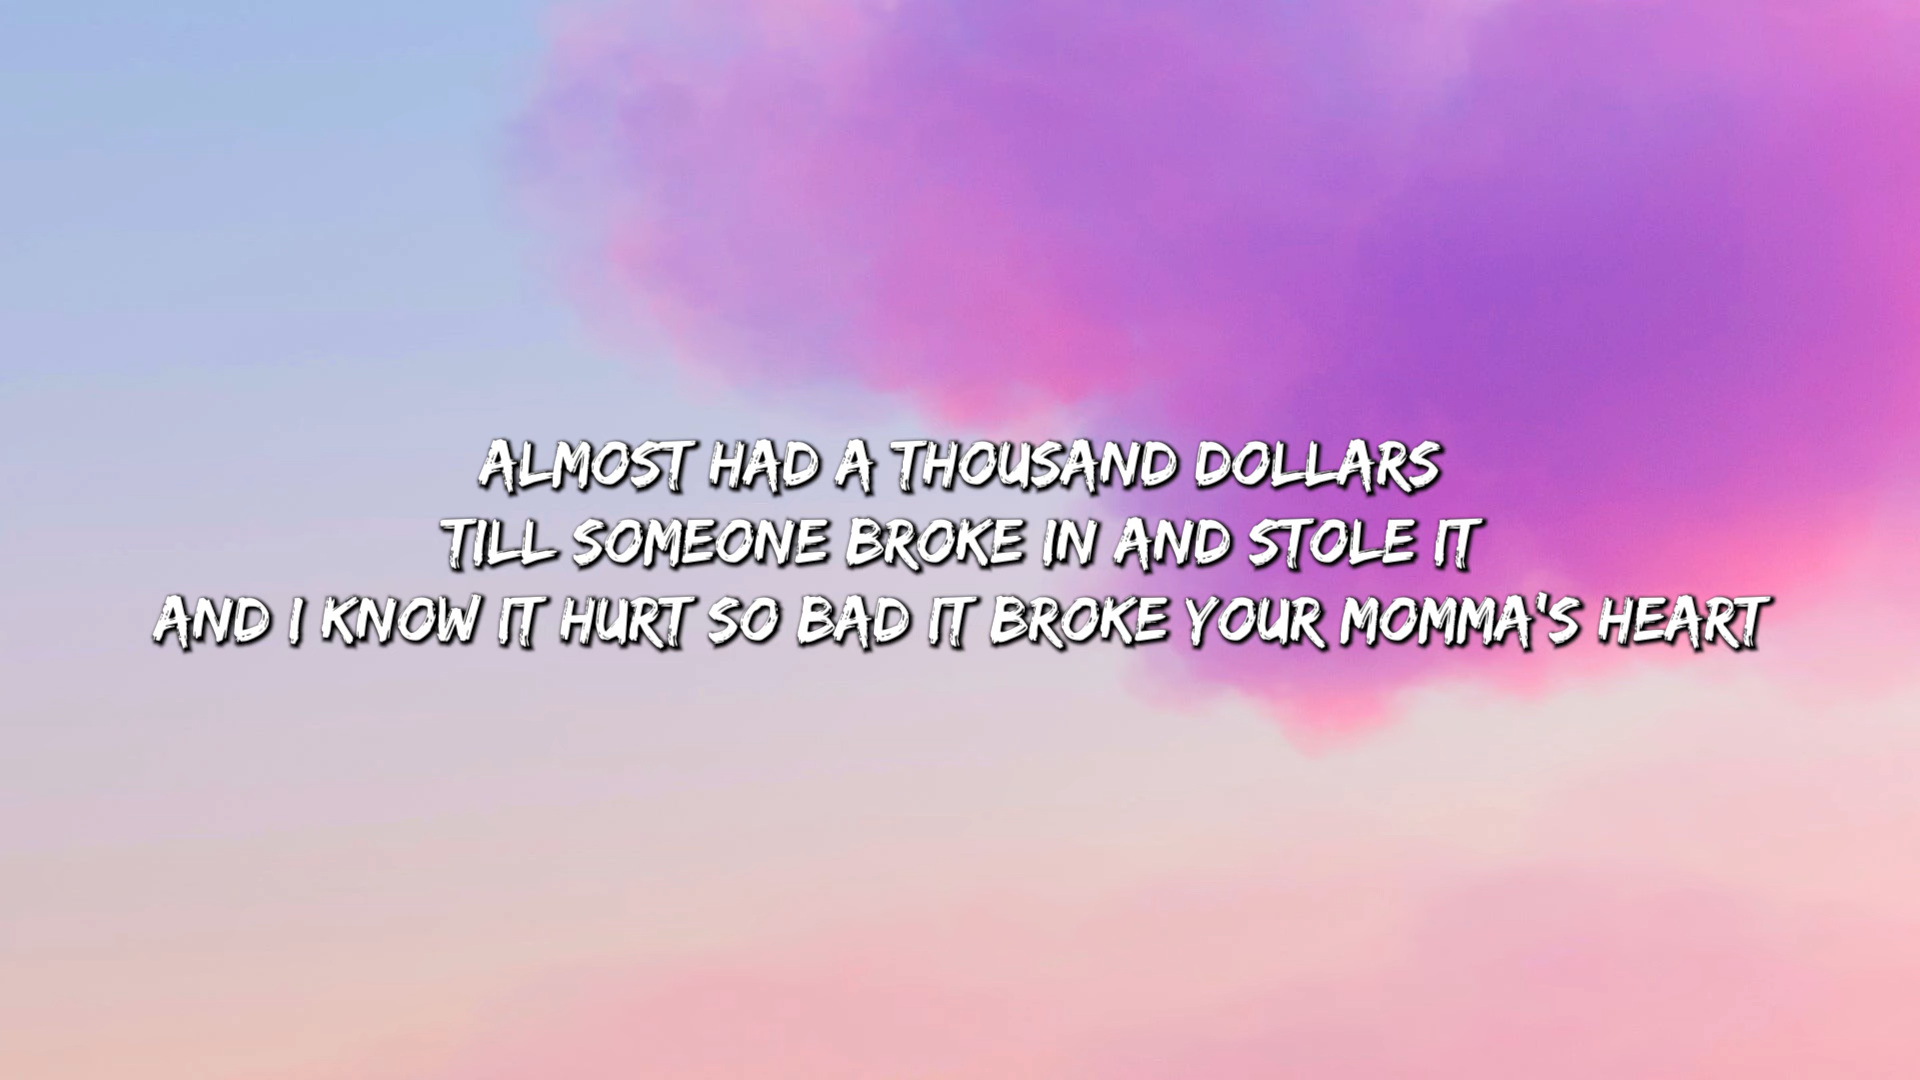 ALMOST HAD A THOUSAND DOLLARS
TILL SOMEONE BROKE IN AND STOLE IT
AND I KNOW IT HURT SO BAD IT BROKE YOUR MOMMA'S HEART